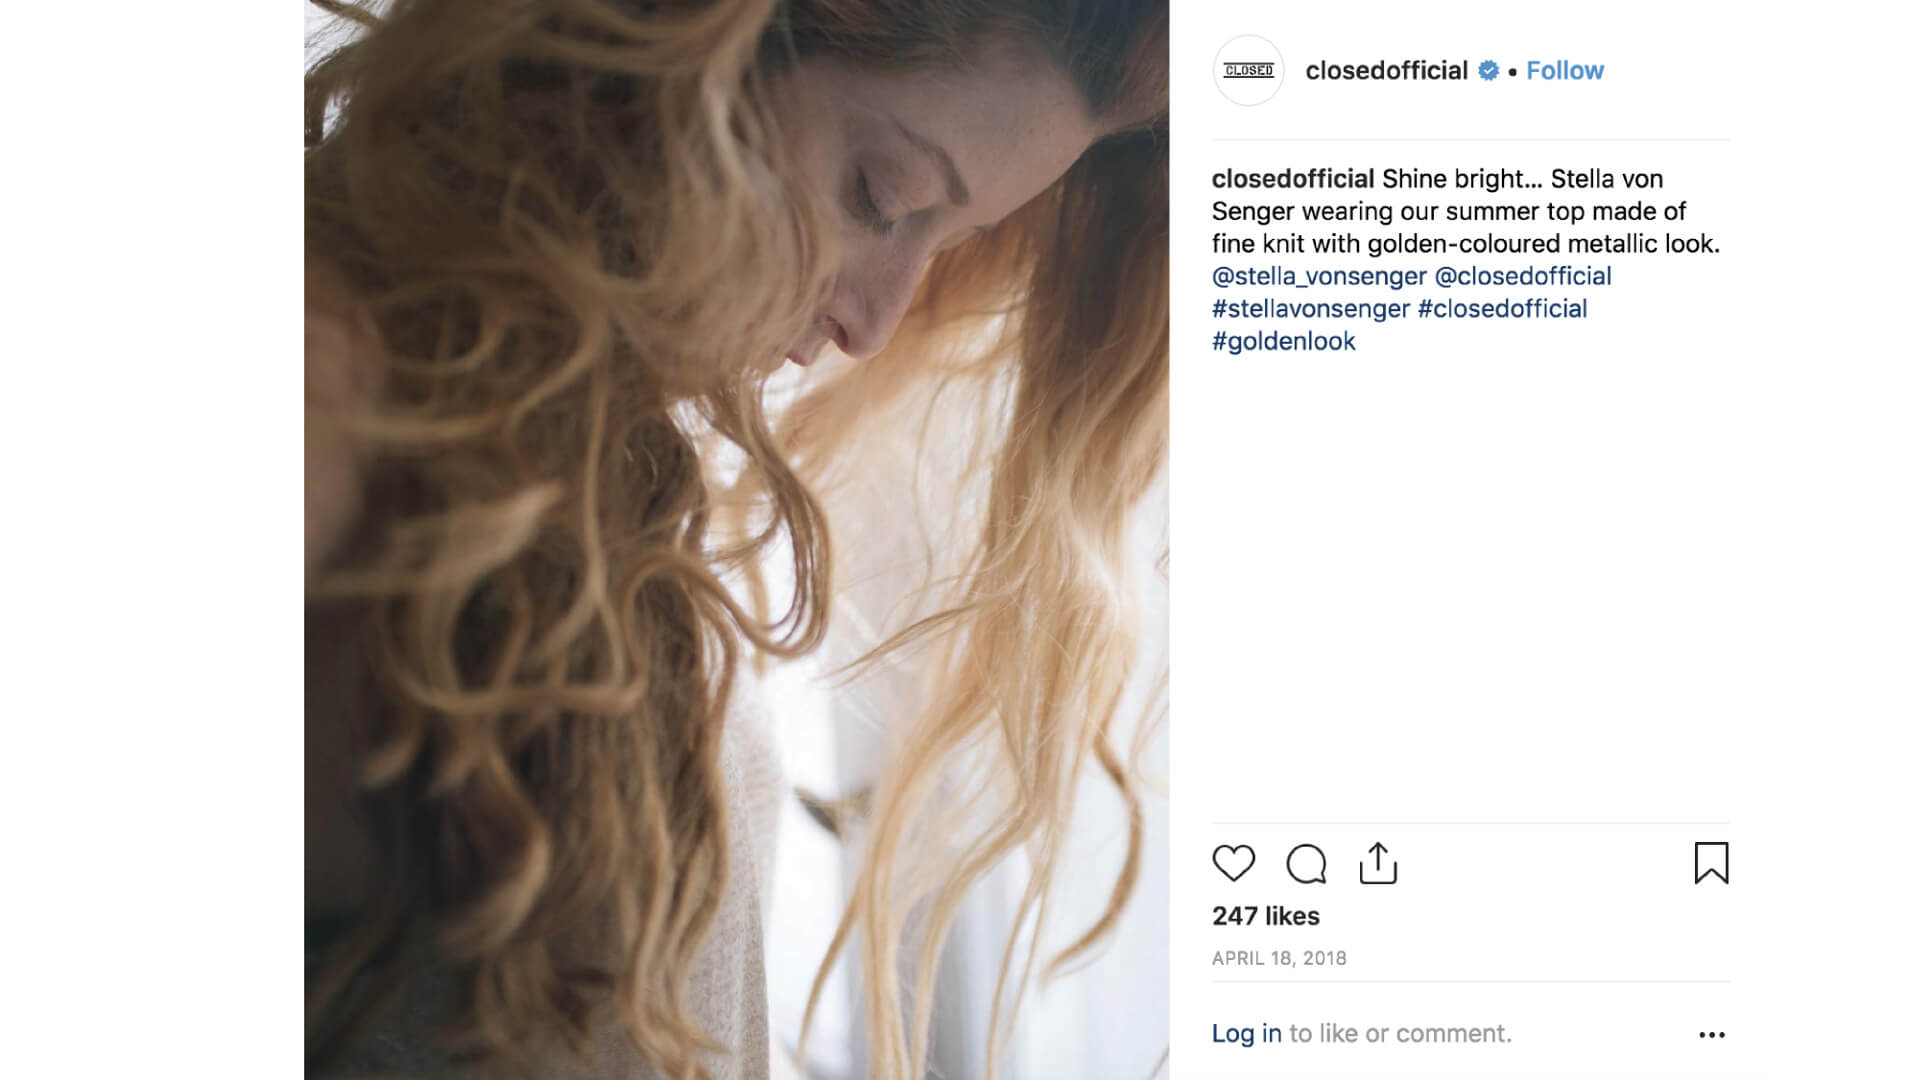 CLOSED
closedofficial • Follow
closedofficial Shine bright... Stella von
Senger wearing our summer top made of
fine knit with golden-coloured metallic look.
@stella_vonsenger @closedofficial
#stellavonsenger #closedofficial
#goldenlook
247 likes
APRIL 18, 2018
Log in to like or comment.